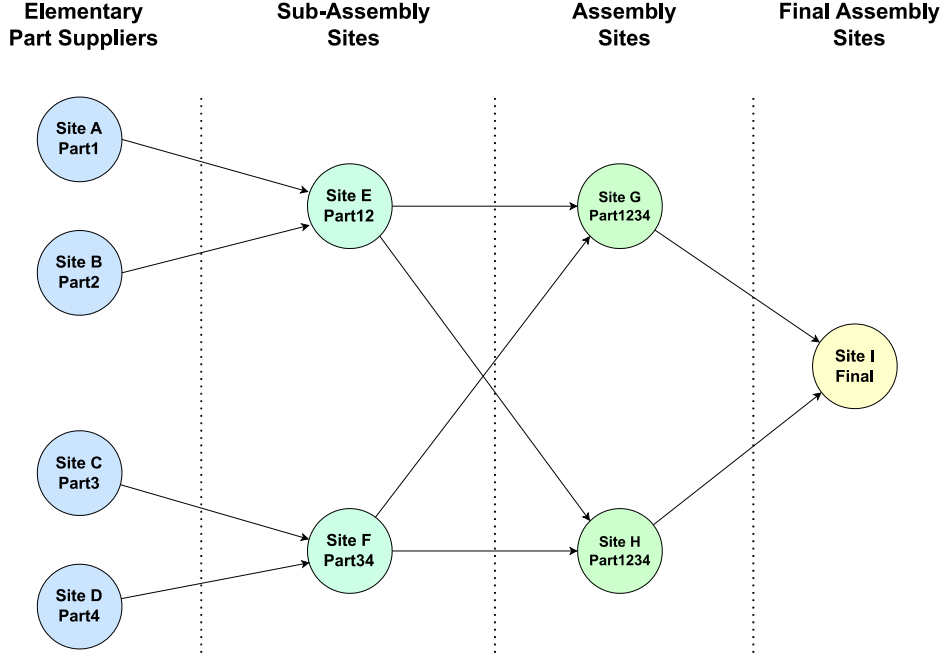 Elementary
Part Suppliers
Sub-Assembly
Sites
Assembly
Sites
Final Assembly
Sites
Site A
Part1
Site B
Part2
Site C
Part3
Site D
Part4
Site E
Part12
Site F
Part34
Site G
Part1234
Site H
Part1234
Site I
Final